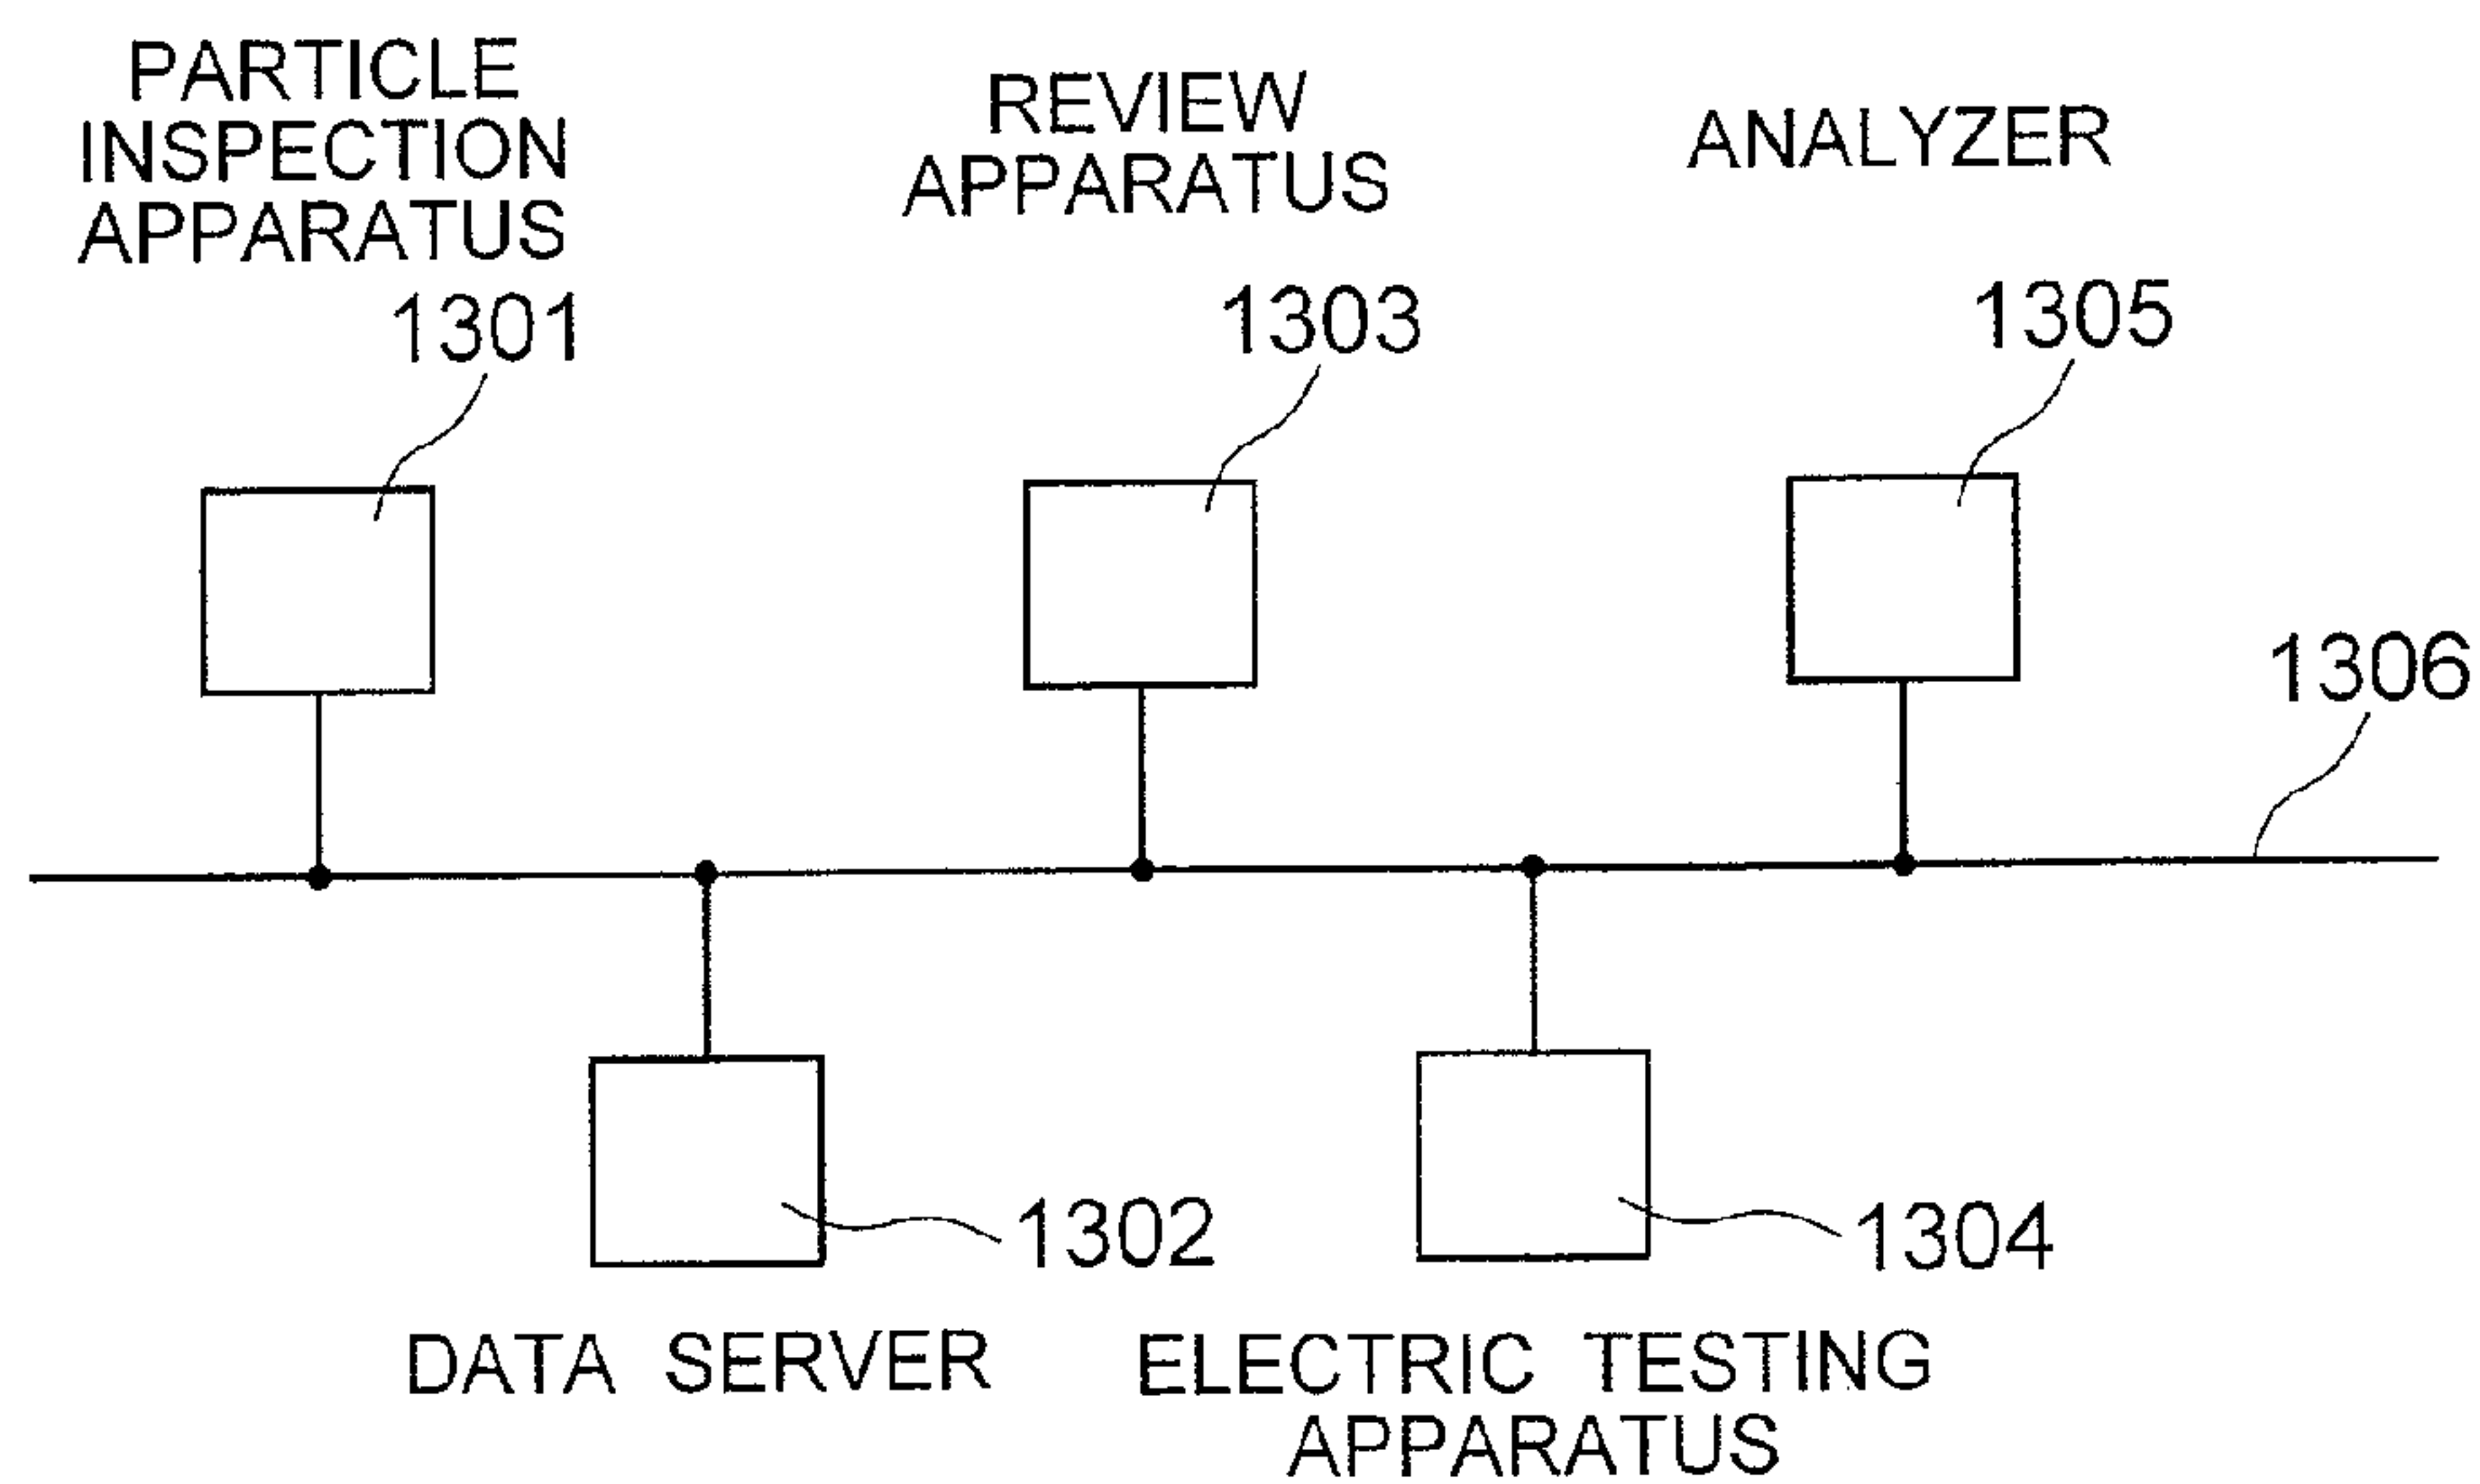 PARTICLE
INSPECTION
APPARATUS
1301
REVIEW
APPARATUS
1303
ANALYZER
1305
1306
1302
DATA SERVER
1304
ELECTRIC TESTING
APPARATUS